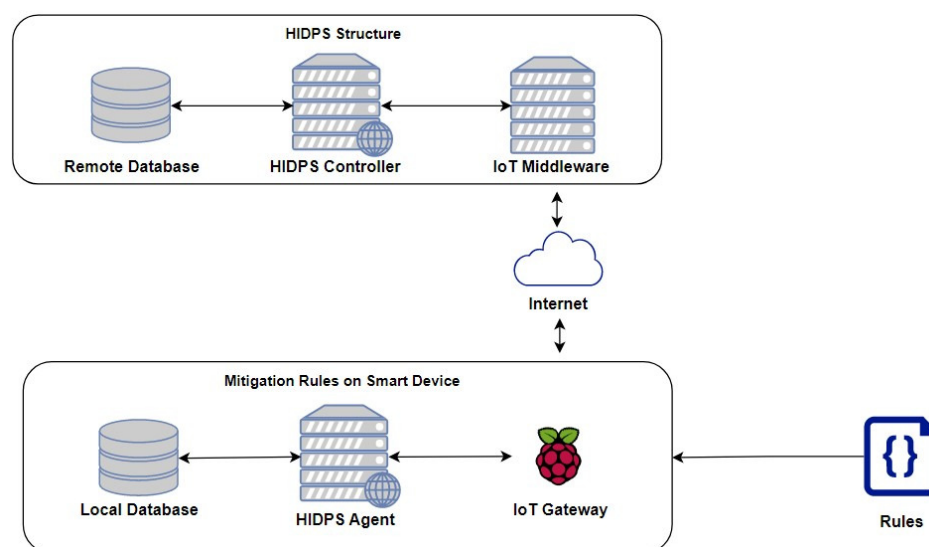 HIDPS Structure
Remote Database
HIDPS Controller
IoT Middleware
Internet
Mitigation Rules on Smart Device
Local Database
HIDPS Agent
IoT Gateway
{}
Rules